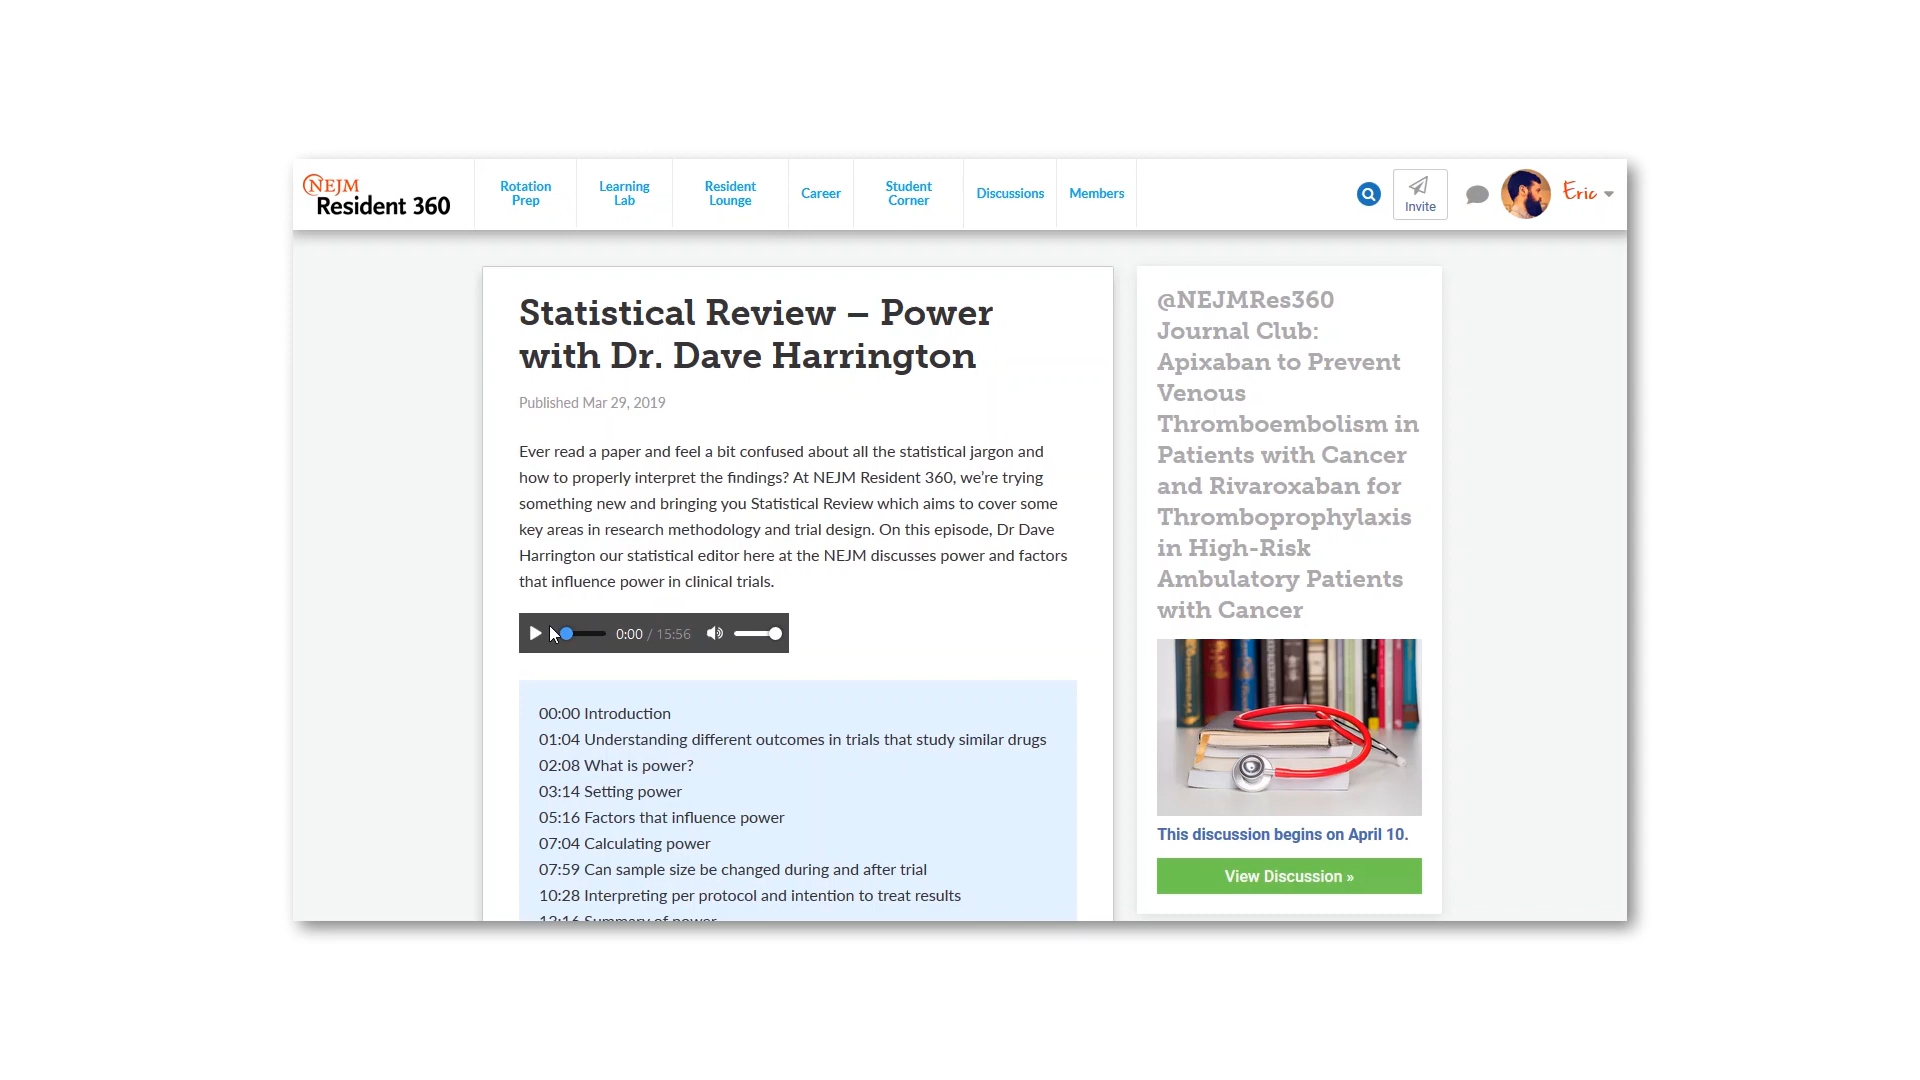 NEJM
Resident 360
Rotation
Prep
Learning
Lab
Resident
Lounge
Career
Student
Corner
Discussions
Members
Invite
Eric
Statistical Review – Power
with Dr. Dave Harrington
Published Mar 29, 2019
Ever read a paper and feel a bit confused about all the statistical jargon and
how to properly interpret the findings? At NEJM Resident 360, we’re trying
something new and bringing you Statistical Review which aims to cover some
key areas in research methodology and trial design. On this episode, Dr Dave
Harrington our statistical editor here at the NEJM discusses power and factors
that influence power in clinical trials.
0:00 / 15:56
00:00 Introduction
01:04 Understanding different outcomes in trials that study similar drugs
02:08 What is power?
03:14 Setting power
05:16 Factors that influence power
07:04 Calculating power
07:59 Can sample size be changed during and after trial
10:28 Interpreting per protocol and intention to treat results
13:16 Summary of power
@NEJMRes360
Journal Club:
Apixaban to Prevent
Venous
Thromboembolism in
Patients with Cancer
and Rivaroxaban for
Thromboprophylaxis
in High-Risk
Ambulatory Patients
with Cancer
This discussion begins on April 10.
View Discussion »